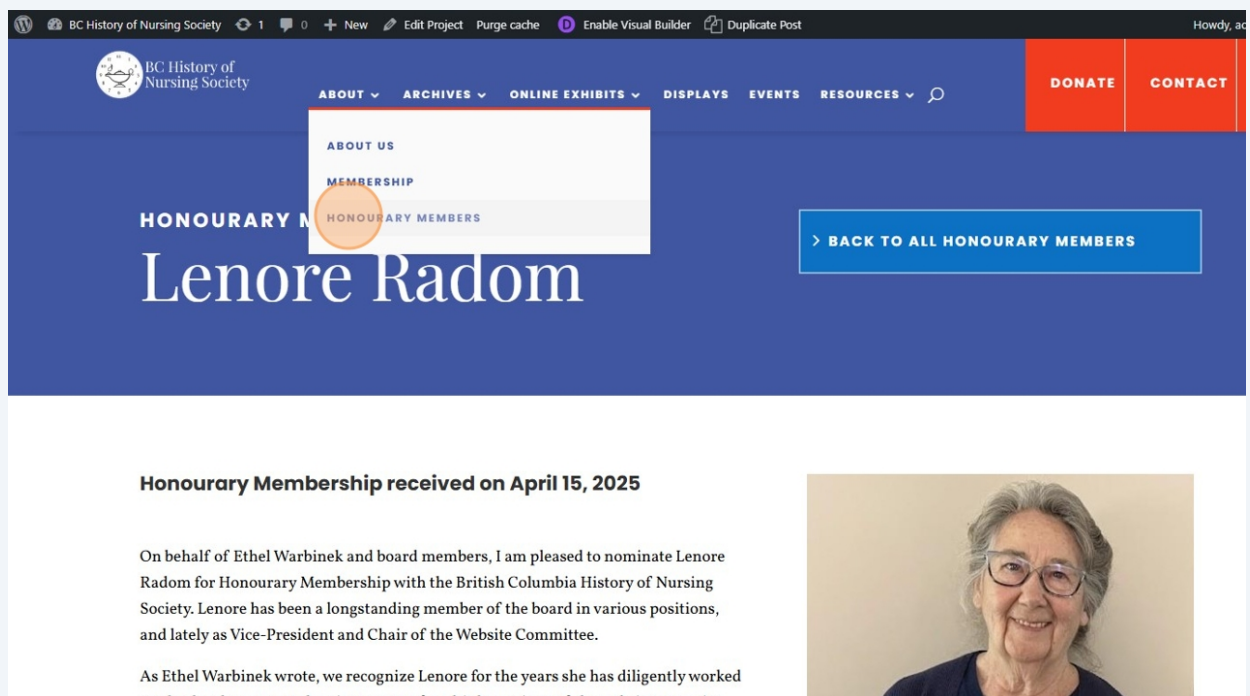 BC History of Nursing Society 1 0 New Edit Project Purge cache D Enable Visual Builder Duplicate Post Howdy,
BC History of
Nursing Society
ABOUT ARCHIVES ONLINE EXHIBITS DISPLAYS EVENTS RESOURCES DONATE CONTACT
ABOUT US
MEMBERSHIP
HONOURARY MEMBERS
HONOURARY
BACK TO ALL HONOURARY MEMBERS
Lenore Radom
Honourary Membership received on April 15, 2025
On behalf of Ethel Warbinek and board members, I am pleased to nominate Lenore
Radom for Honourary Membership with the British Columbia History of Nursing
Society. Lenore has been a longstanding member of the board in various positions,
and lately as Vice-President and Chair of the Website Committee.
As Ethel Warbinek wrote, we recognize Lenore for the years she has diligently worked